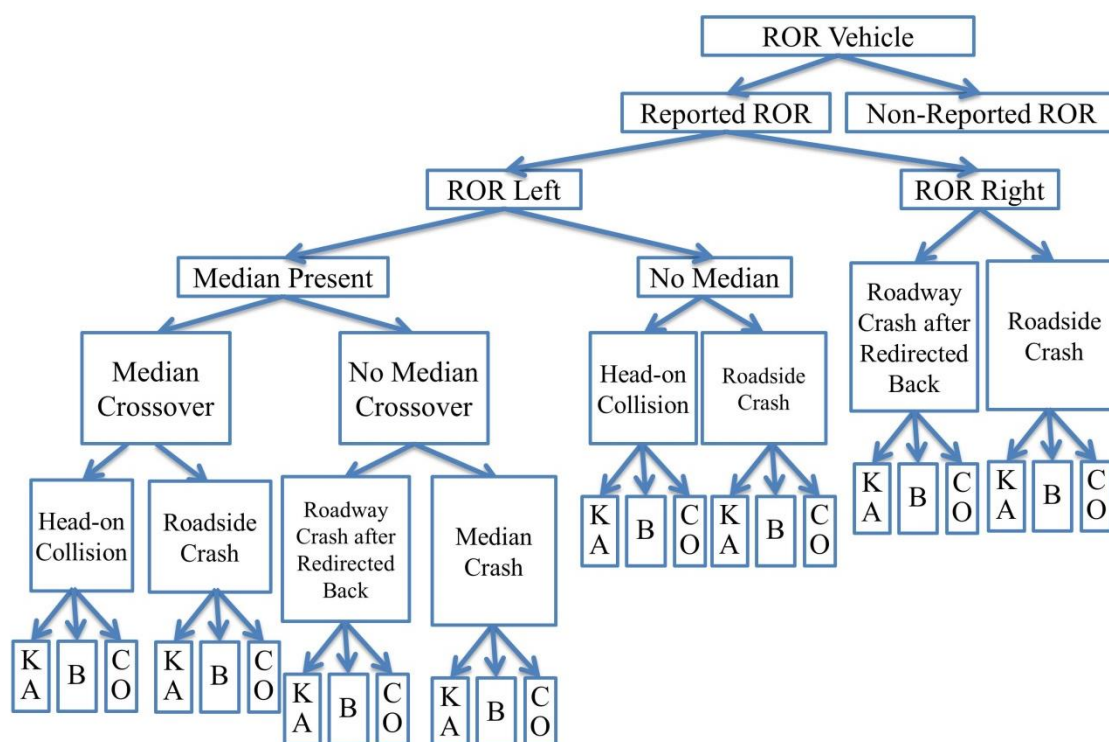 ROR Vehicle
Reported ROR
Non-Reported ROR
ROR Left
ROR Right
Median Present
No Median
Roadway
Crash after
Redirected
Back
Roadside
Crash
Median
Crossover
No Median
Crossover
Head-on
Collision
Roadside
Crash
K
A
B
C
O
K
A
B
C
O
Head-on
Collision
Roadside
Crash
Roadway
Crash after
Redirected
Back
Median
Crash
K
A
B
C
O
K
A
B
C
O
K
A
B
C
O
K
A
B
C
O
K
A
B
C
O
K
A
B
C
O